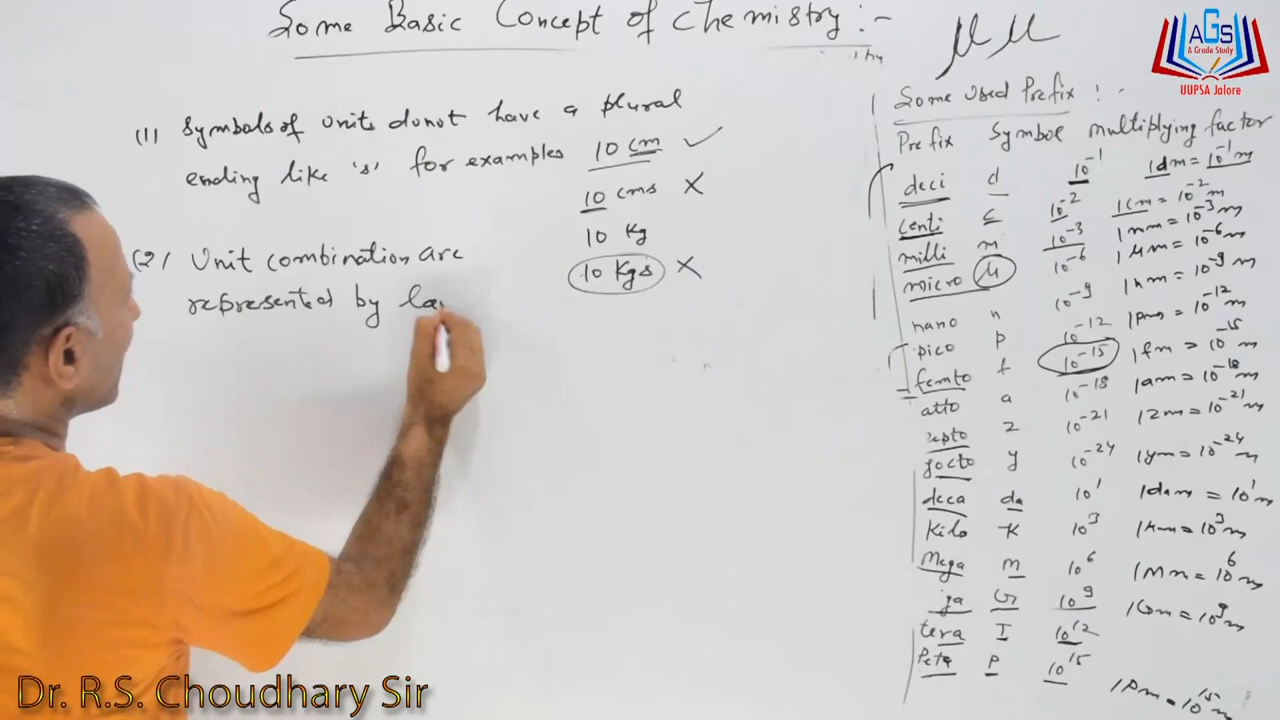 Some Basic Concept of chemistry :-
AGS
A Grade Study
UUPSA Jalore
(1) Symbols of units donot have a plural
ending like 's' for examples 10 cm ✓
10 cms ×
10 Kg
10 Kgs ×
(2) Unit combination are
represented by
μ μ
Some Used Prefix :-
Prefix Symbol multiplying factor
deci d 10⁻¹ 1dm = 10⁻¹m
centi c 10⁻² 1cm = 10⁻²m
milli m 10⁻³ 1mm = 10⁻³m
micro μ 10⁻⁶ 1μm = 10⁻⁶m
nano n 10⁻⁹ 1nm = 10⁻⁹m
pico p 10⁻¹² 1pm = 10⁻¹²m
femto f 10⁻¹⁵ 1fm = 10⁻¹⁵m
atto a 10⁻¹⁸ 1am = 10⁻¹⁸m
zepto z 10⁻²¹ 1zm = 10⁻²¹m
yocto y 10⁻²⁴ 1ym = 10⁻²⁴m
deca da 10¹ 1dam = 10¹m
Kilo K 10³ 1Km = 10³m
Mega M 10⁶ 1Mm = 10⁶m
iga G 10⁹ 1Gm = 10⁹m
tera T 10¹²
Peta P 10¹⁵ 1Pm = 10¹⁵m
Dr. R.S. Choudhary Sir